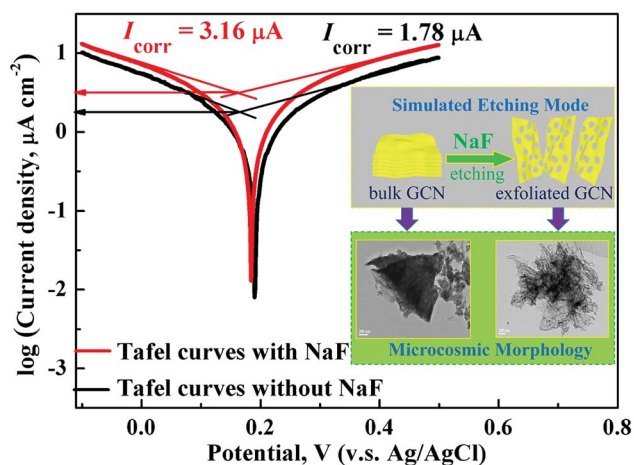 I corr = 3.16 μA
I corr = 1.78 μA
log (Current density, μA cm-2)
1
0
-1
-2
-3
Simulated Etching Mode
NaF
etching
bulk GCN
exfoliated GCN
Microcosmic Morphology
Tafel curves with NaF
Tafel curves without NaF
0.0 0.2 0.4 0.6 0.8
Potential, V (v.s. Ag/AgCl)